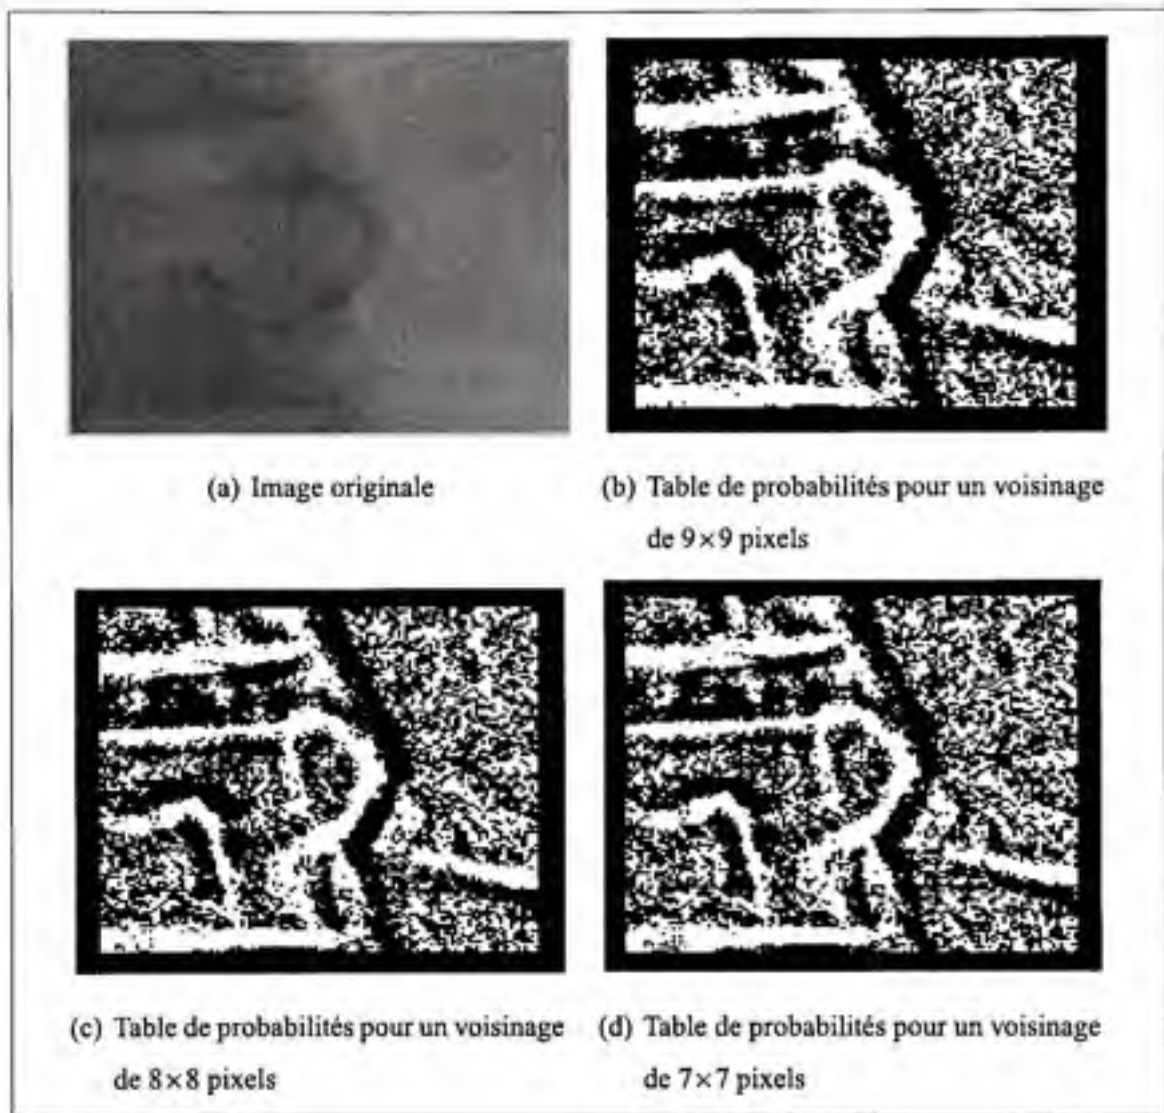 (a) Image originale
(b) Table de probabilités pour un voisinage
de 9×9 pixels
(c) Table de probabilités pour un voisinage
de 8×8 pixels
(d) Table de probabilités pour un voisinage
de 7×7 pixels